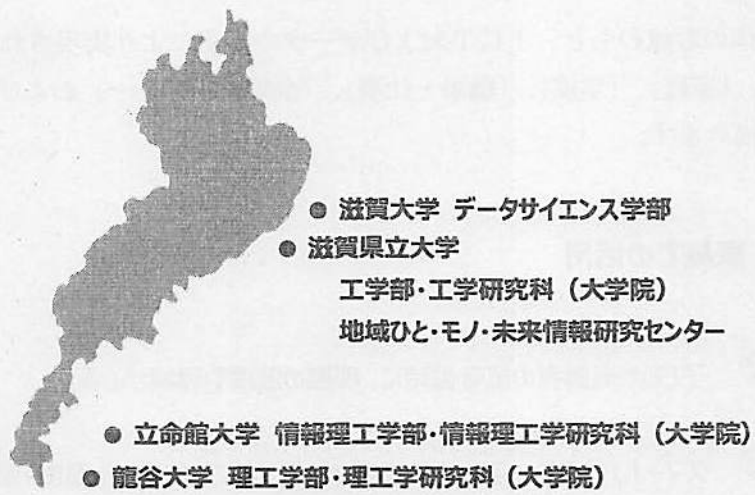 ● 滋賀大学 データサイエンス学部
● 滋賀県立大学
工学部・工学研究科（大学院）
地域ひと・モノ・未来情報研究センター
● 立命館大学 情報理工学部・情報理工学研究科（大学院）
● 龍谷大学 理工学部・理工学研究科（大学院）